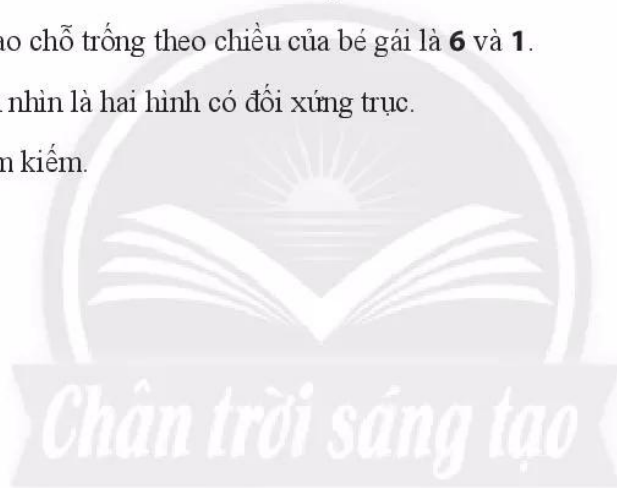 ao chỗ trống theo chiều của bé gái là 6 và 1.
nhìn là hai hình có đối xứng trục.
m kiếm.
Chân trời sáng tạo